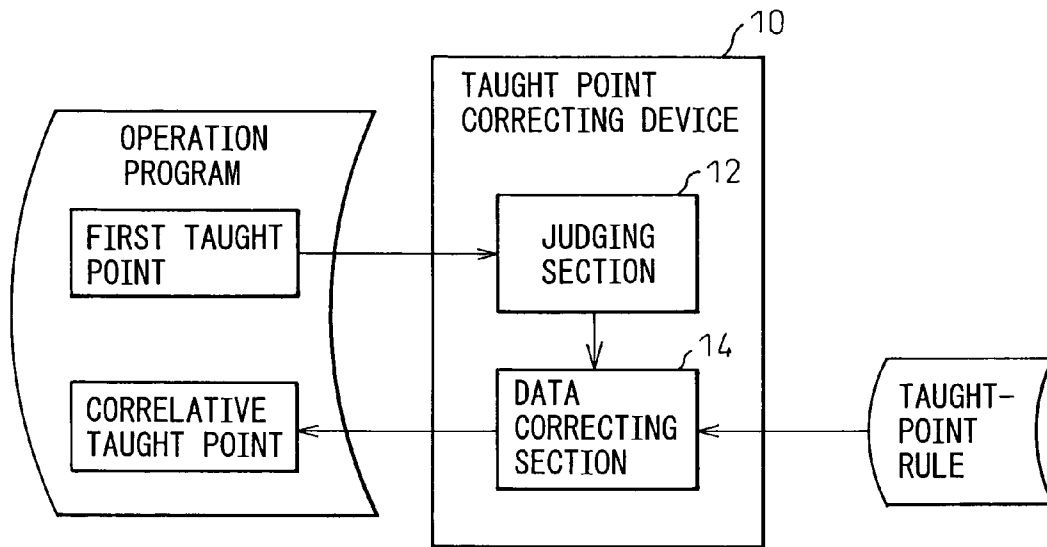 10
TAUGHT POINT
CORRECTING DEVICE
OPERATION
PROGRAM
12
FIRST TAUGHT
POINT
JUDGING
SECTION
14
CORRELATIVE
TAUGHT POINT
DATA
CORRECTING
SECTION
TAUGHT-
POINT
RULE